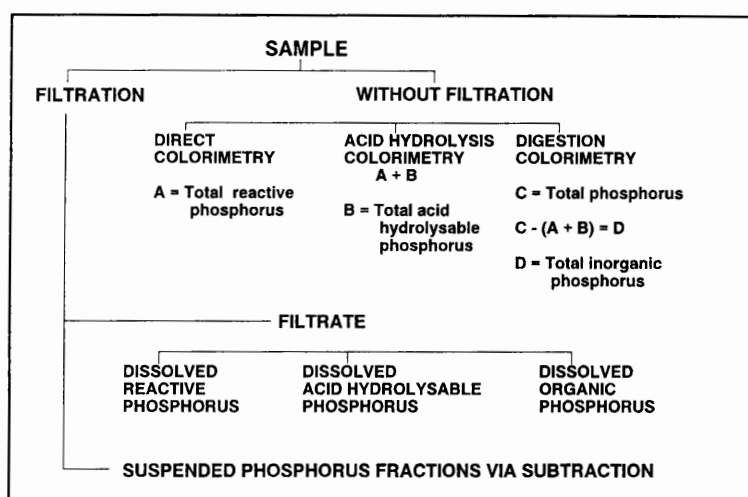 SAMPLE
FILTRATION
WITHOUT FILTRATION
DIRECT
COLORIMETRY
A = Total reactive
phosphorus
ACID HYDROLYSIS
COLORIMETRY
A + B
B = Total acid
hydrolysable
phosphorus
DIGESTION
COLORIMETRY
C = Total phosphorus
C - (A + B) = D
D = Total inorganic
phosphorus
FILTRATE
DISSOLVED
REACTIVE
PHOSPHORUS
DISSOLVED
ACID HYDROLYSABLE
PHOSPHORUS
DISSOLVED
ORGANIC
PHOSPHORUS
SUSPENDED PHOSPHORUS FRACTIONS VIA SUBTRACTION